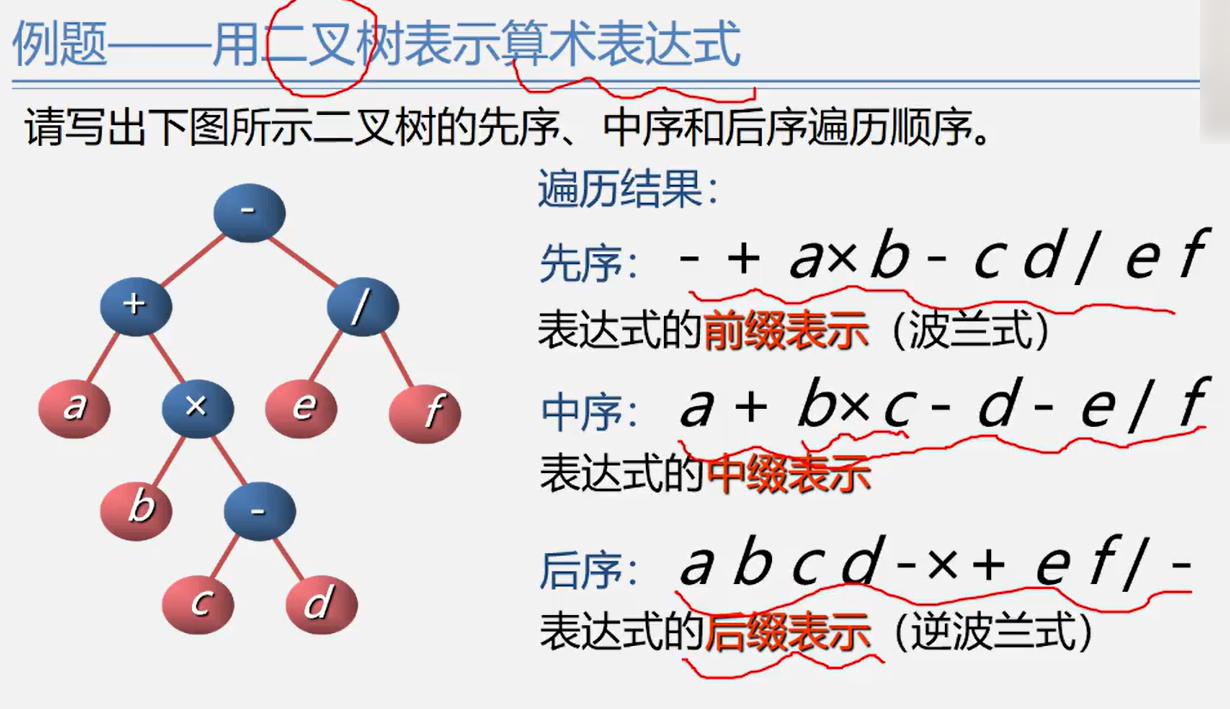 例题——用二叉树表示算术表达式
请写出下图所示二叉树的先序、中序和后序遍历顺序。
遍历结果：
-
先序： - + a×b - c d / e f
+ /
表达式的前缀表示（波兰式）
a × e f
中序： a + b×c - d - e / f
表达式的中缀表示
b -
后序： a b c d -×+ e f / -
c d
表达式的后缀表示（逆波兰式）